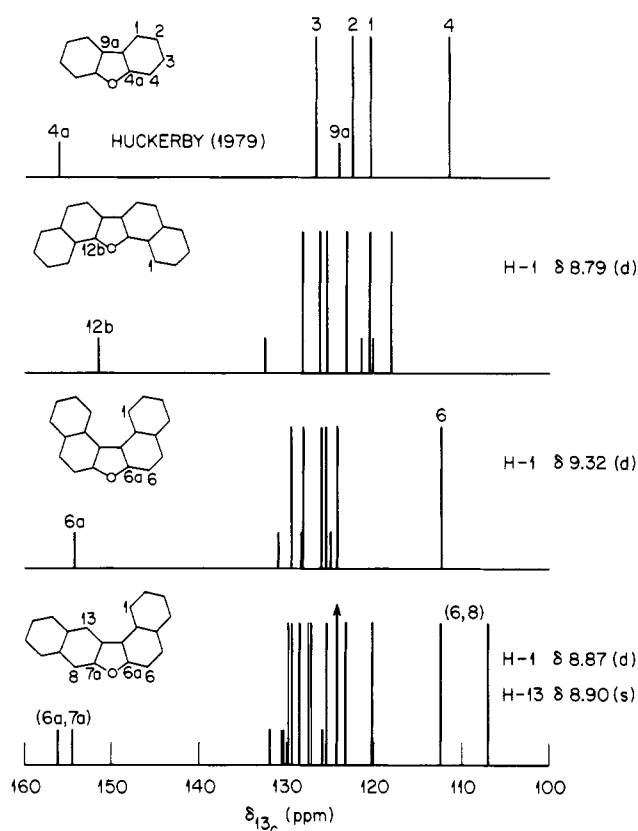 3 2 1 4
1
2
9a
3
4a 4
O
4a
HUCKERBY (1979)
9a
12b
O
1
H-1 δ 8.79 (d)
12b
1
6
6a 6
O
H-1 δ 9.32 (d)
6a
13
1
(6,8)
8 7a O 6a 6
H-1 δ 8.87 (d)
H-13 δ 8.90 (s)
(6a,7a)
160 150 140 130 120 110 100
δ13C (ppm)